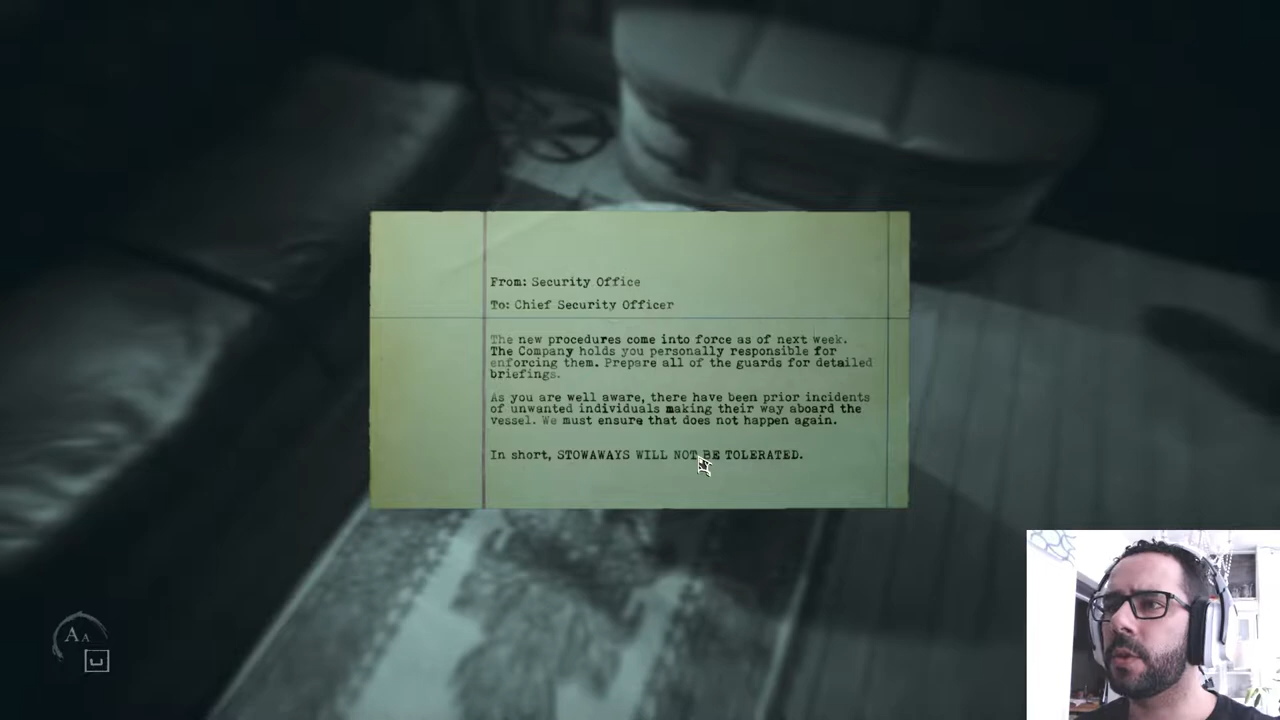 From: Security Office
To: Chief Security Officer
The new procedures come into force as of next week.
The Company holds you personally responsible for
enforcing them. Prepare all of the guards for detailed
briefings.
As you are well aware, there have been prior incidents
of unwanted individuals making their way aboard the
vessel. We must ensure that does not happen again.
In short, STOWAWAYS WILL NOT BE TOLERATED.
AA